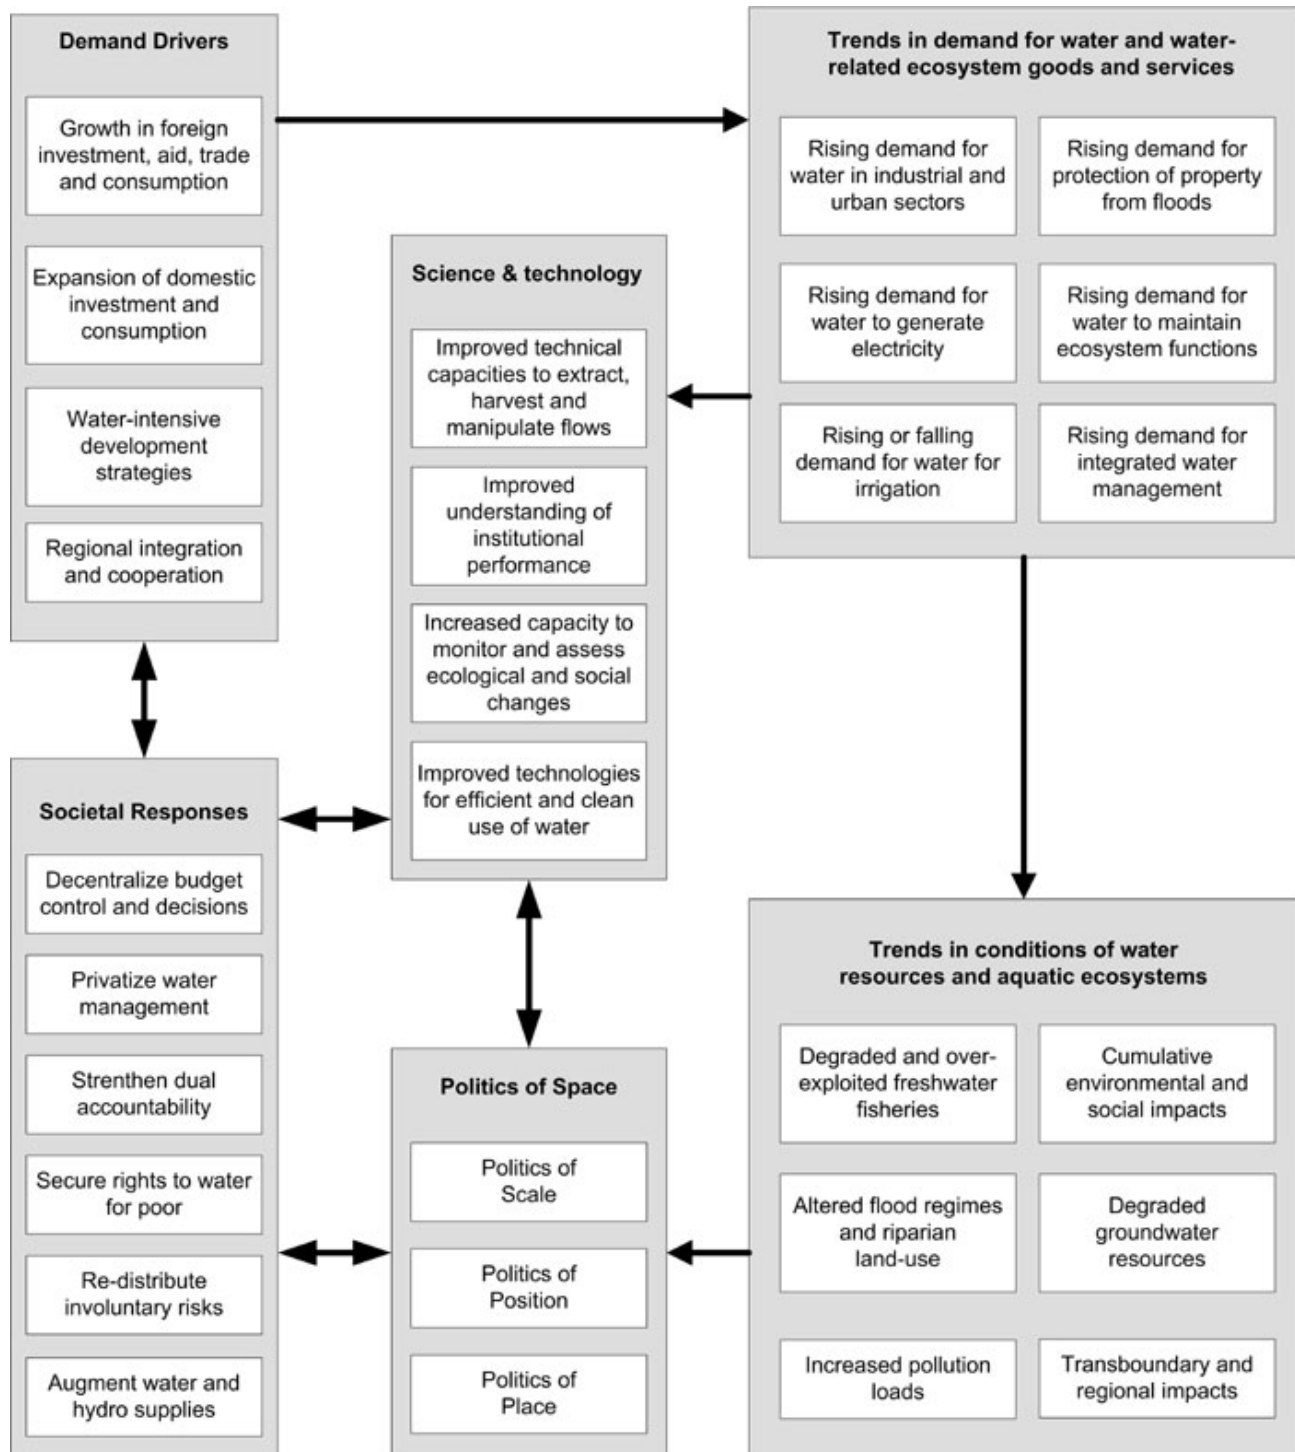 Demand Drivers
Growth in foreign
investment, aid, trade
and consumption
Expansion of domestic
investment and
consumption
Water-intensive
development
strategies
Regional integration
and cooperation
Trends in demand for water and water-
related ecosystem goods and services
Rising demand for
water in industrial and
urban sectors
Rising demand for
protection of property
from floods
Rising demand for
water to generate
electricity
Rising demand for
water to maintain
ecosystem functions
Rising or falling
demand for water for
irrigation
Rising demand for
integrated water
management
Science & technology
Improved technical
capacities to extract,
harvest and
manipulate flows
Improved
understanding of
institutional
performance
Increased capacity to
monitor and assess
ecological and social
changes
Improved technologies
for efficient and clean
use of water
Societal Responses
Decentralize budget
control and decisions
Privatize water
management
Strenthen dual
accountability
Secure rights to water
for poor
Re-distribute
involuntary risks
Augment water and
hydro supplies
Politics of Space
Politics of
Scale
Politics of
Position
Politics of
Place
Trends in conditions of water
resources and aquatic ecosystems
Degraded and over-
exploited freshwater
fisheries
Cumulative
environmental and
social impacts
Altered flood regimes
and riparian
land-use
Degraded
groundwater
resources
Increased pollution
loads
Transboundary and
regional impacts